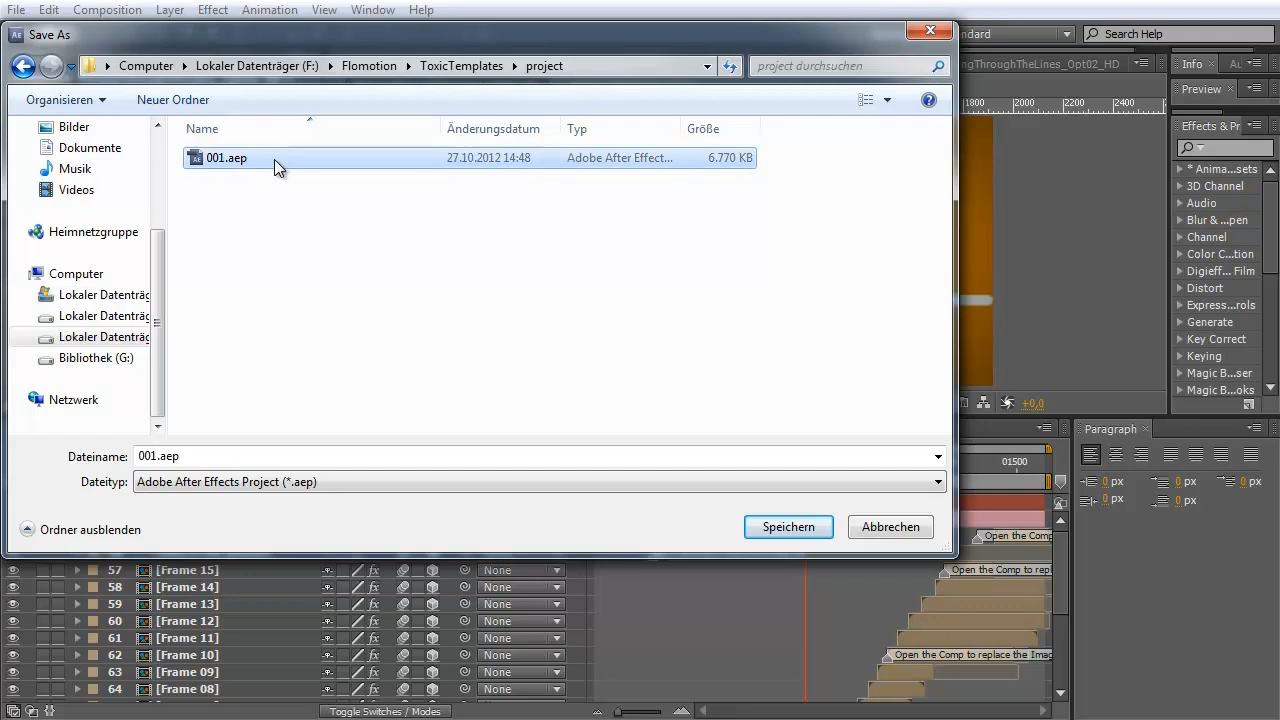 File Edit Composition Layer Effect Animation View Window Help
Save As
ndard Search Help
Computer Lokaler Datenträger (F:) Flomotion ToxicTemplates project project durchsuchen
ngThroughTheLines_Opt02_HD Info Au
Organisieren Neuer Ordner
Preview
1800 2000 2200 2400
Name Änderungsdatum Typ Größe
Effects & Pr
001.aep 27.10.2012 14:48 Adobe After Effect... 6.770 KB
Bilder
Dokumente
Musik
Videos
Heimnetzgruppe
Computer
Lokaler Datenträg
Lokaler Datenträg
Lokaler Datenträg
Bibliothek (G:)
Netzwerk
* Anima...sets
3D Channel
Audio
Blur & ...pen
Channel
Color C...tion
Digieff... Film
Distort
Express...rols
Generate
Key Correct
Keying
Magic B...ser
Magic B...oks
+0,0
Paragraph
Dateiname: 001.aep
Dateityp: Adobe After Effects Project (*.aep)
01500
0 px 0 px 0 px
0 px 0 px
Ordner ausblenden Speichern Abbrechen
Open the Comp
57 [Frame 15] None Open the Comp to repl
58 [Frame 14] None
59 [Frame 13] None
60 [Frame 12] None
61 [Frame 11] None
62 [Frame 10] None Open the Comp to replace the Imag
63 [Frame 09] None
64 [Frame 08] None
Toggle Switches / Modes